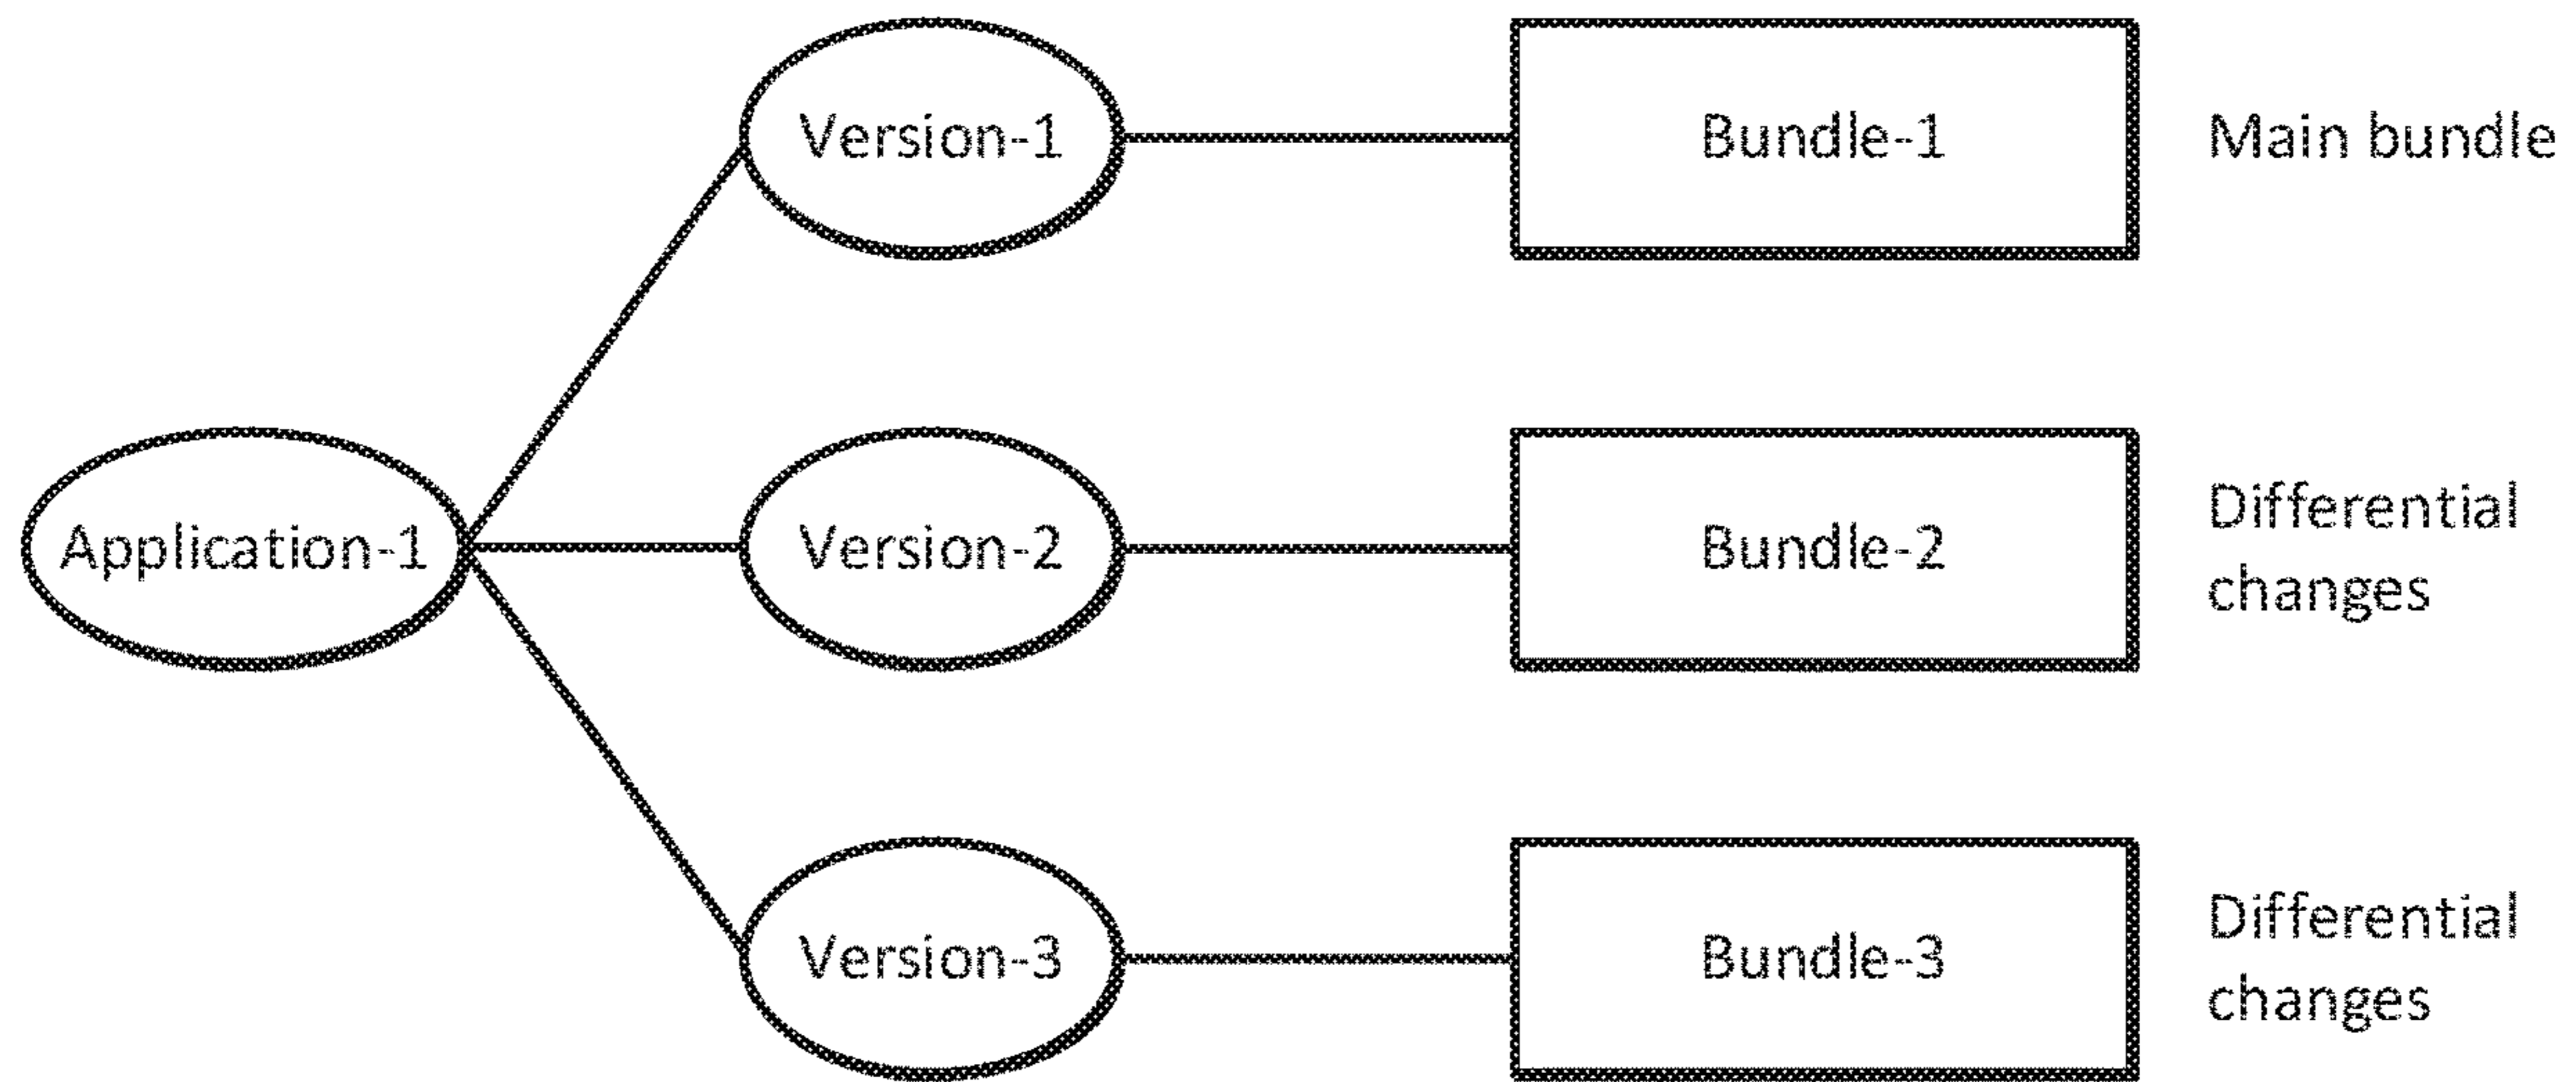 Version-1
Bundle-1
Main bundle
Application-1
Version-2
Bundle-2
Differential
changes
Version-3
Bundle-3
Differential
changes